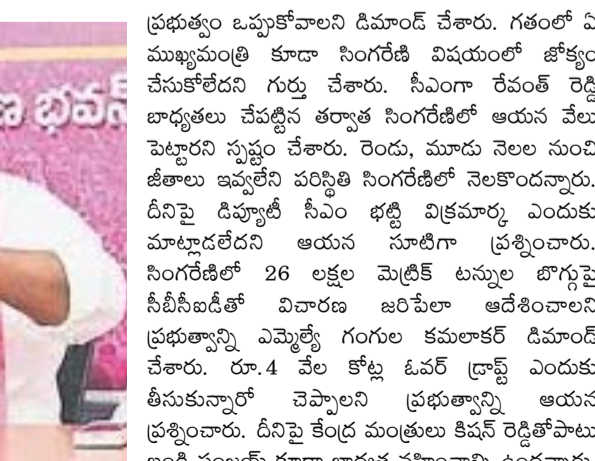 ణ భవన్
ప్రభుత్వం ఒప్పుకోవాలని డిమాండ్ చేశారు. గతంలో ఏ
ముఖ్యమంత్రి కూడా సింగరేణి విషయంలో జోక్యం
చేసుకోలేదని గుర్తు చేశారు. సీఎంగా రేవంత్ రెడ్డి
బాధ్యతలు చేపట్టిన తర్వాత సింగరేణిలో ఆయన వేలు
పెట్టారని స్పష్టం చేశారు. రెండు, మూడు నెలల నుంచి
జీతాలు ఇవ్వలేని పరిస్థితి సింగరేణిలో నెలకొందన్నారు.
దీనిపై డిప్యూటీ సీఎం భట్టి విక్రమార్క ఎందుకు
మాట్లాడలేదని ఆయన సూటిగా ప్రశ్నించారు.
సింగరేణిలో 26 లక్షల మెట్రిక్ టన్నుల బొగ్గుపై
సీబీసీఐడీతో విచారణ జరిపేలా ఆదేశించాలని
ప్రభుత్వాన్ని ఎమ్మెల్యే గంగుల కమలాకర్ డిమాండ్
చేశారు. రూ.4 వేల కోట్ల ఓవర్ డ్రాఫ్ట్ ఎందుకు
తీసుకున్నారో చెప్పాలని ప్రభుత్వాన్ని ఆయన
ప్రశ్నించారు. దీనిపై కేంద్ర మంత్రులు కిషన్ రెడ్డితోపాటు